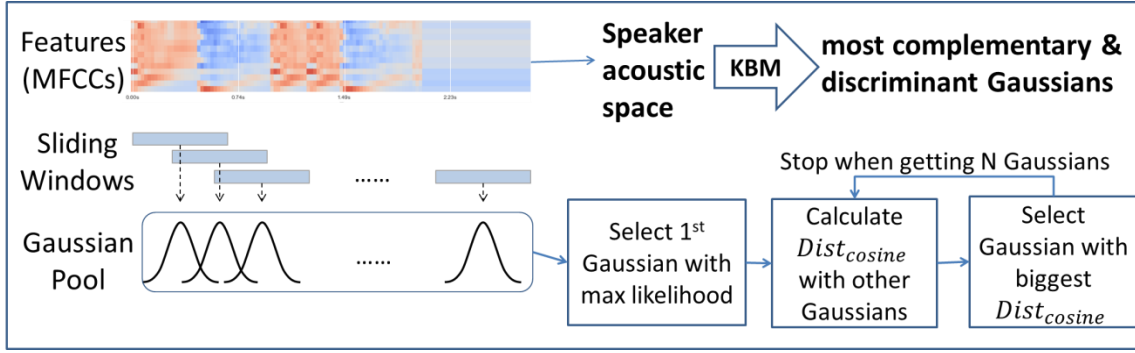 Features
(MFCCs)
0.00s 0.74s 1.49s 2.23s
Speaker
acoustic
space
KBM
most complementary &
discriminant Gaussians
Sliding
Windows
......
Gaussian
Pool
......
Select 1st
Gaussian with
max likelihood
Stop when getting N Gaussians
Calculate
Dist_cosine
with other
Gaussians
Select
Gaussian with
biggest
Dist_cosine